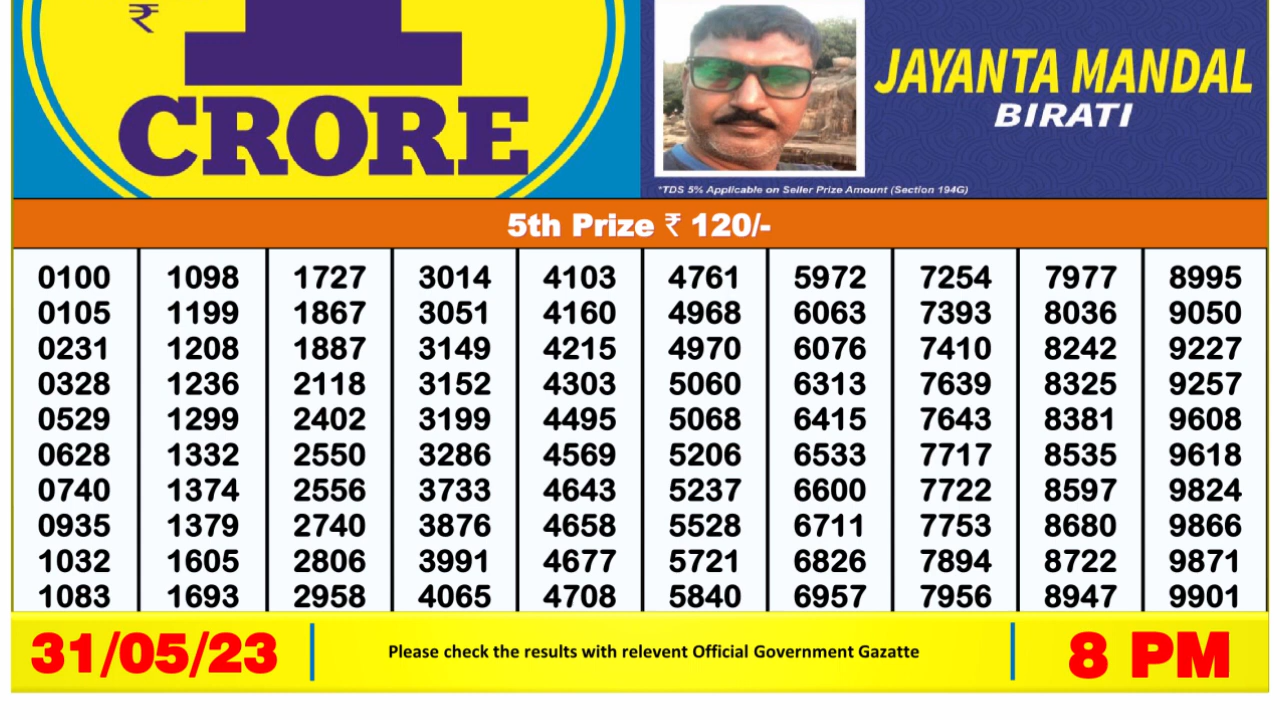 ₹
1
CRORE
JAYANTA MANDAL
BIRATI
*TDS 5% Applicable on Seller Prize Amount (Section 194G)
5th Prize ₹ 120/-
0100 1098 1727 3014 4103 4761 5972 7254 7977 8995
0105 1199 1867 3051 4160 4968 6063 7393 8036 9050
0231 1208 1887 3149 4215 4970 6076 7410 8242 9227
0328 1236 2118 3152 4303 5060 6313 7639 8325 9257
0529 1299 2402 3199 4495 5068 6415 7643 8381 9608
0628 1332 2550 3286 4569 5206 6533 7717 8535 9618
0740 1374 2556 3733 4643 5237 6600 7722 8597 9824
0935 1379 2740 3876 4658 5528 6711 7753 8680 9866
1032 1605 2806 3991 4677 5721 6826 7894 8722 9871
1083 1693 2958 4065 4708 5840 6957 7956 8947 9901
31/05/23
Please check the results with relevent Official Government Gazatte
8 PM